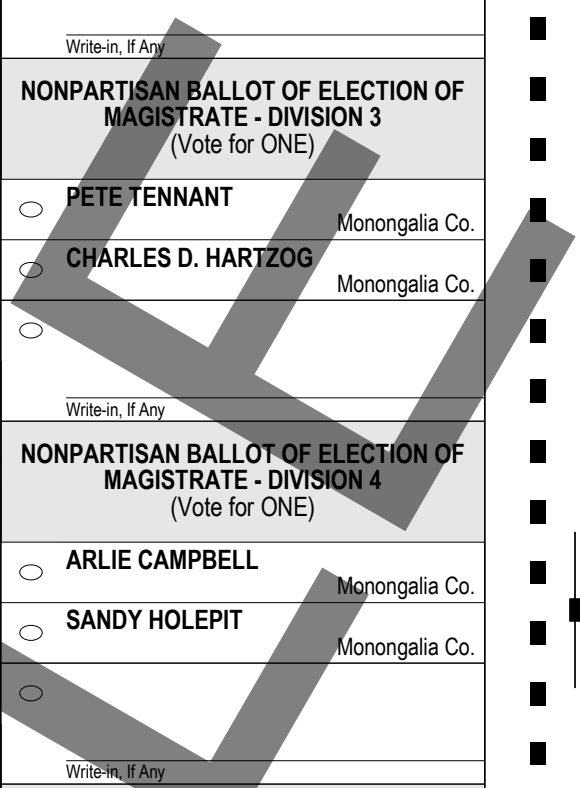 Write-in, If Any
NONPARTISAN BALLOT OF ELECTION OF
MAGISTRATE - DIVISION 3
(Vote for ONE)
PETE TENNANT
Monongalia Co.
CHARLES D. HARTZOG
Monongalia Co.
Write-in, If Any
NONPARTISAN BALLOT OF ELECTION OF
MAGISTRATE - DIVISION 4
(Vote for ONE)
ARLIE CAMPBELL
Monongalia Co.
SANDY HOLEPIT
Monongalia Co.
Write-in, If Any